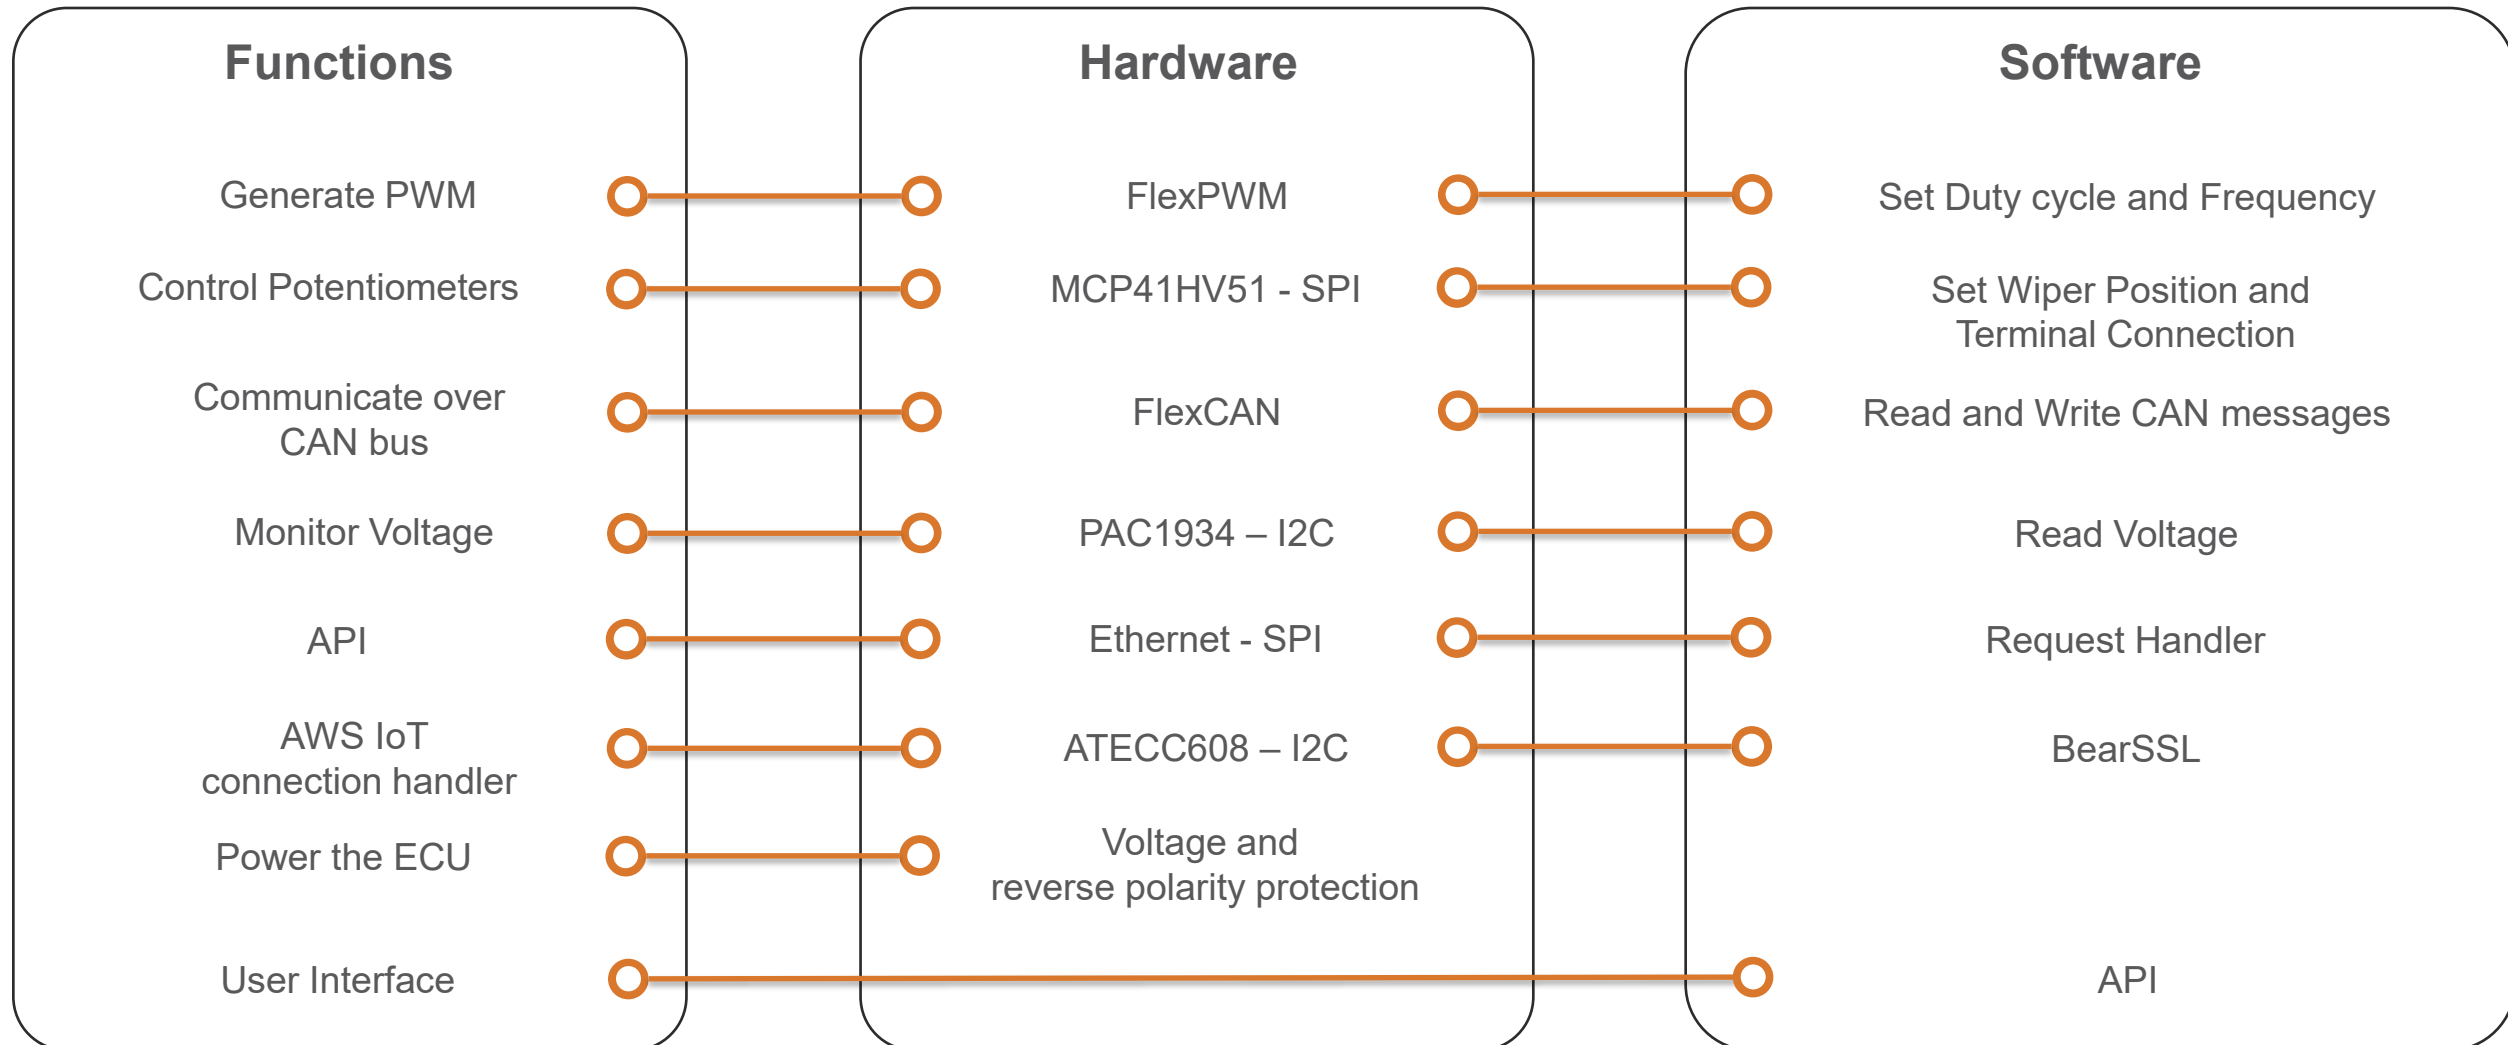 Functions
Hardware
Software
Generate PWM
FlexPWM
Set Duty cycle and Frequency
Control Potentiometers
MCP41HV51 - SPI
Set Wiper Position and
Terminal Connection
Communicate over
CAN bus
FlexCAN
Read and Write CAN messages
Monitor Voltage
PAC1934 – I2C
Read Voltage
API
Ethernet - SPI
Request Handler
AWS IoT
connection handler
ATECC608 – I2C
BearSSL
Power the ECU
Voltage and
reverse polarity protection
User Interface
API